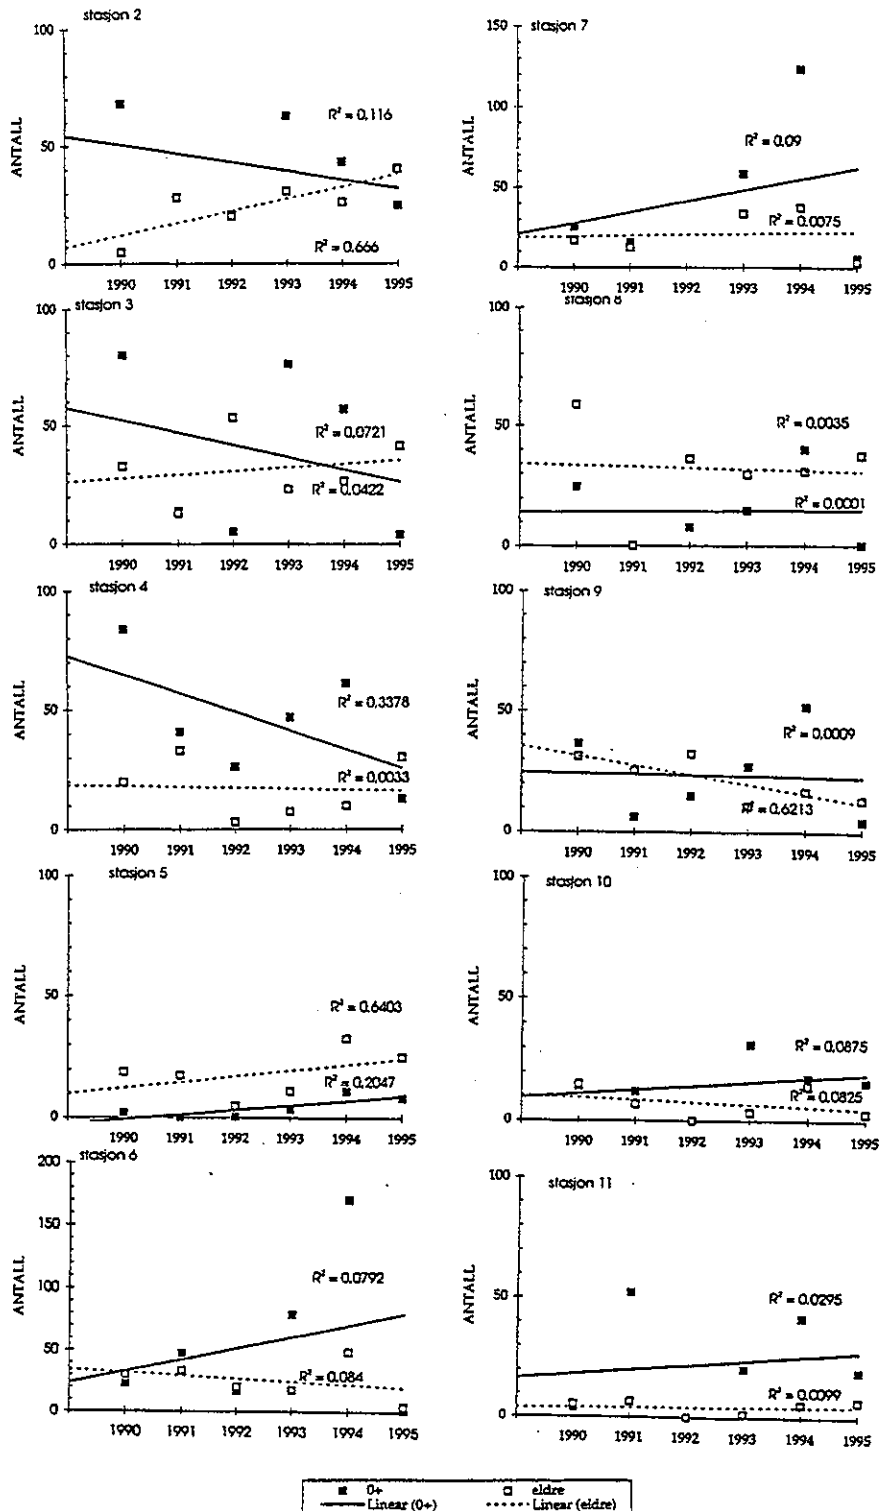 stasjon 2
100
50
0
ANTALL
R² = 0,116
R² = 0.666
1990 1991 1992 1993 1994 1995
stasjon 3
100
50
0
ANTALL
R² = 0,0721
R² = 0,0422
1990 1991 1992 1993 1994 1995
stasjon 4
100
50
0
ANTALL
R² = 0,3378
R² = 0,0033
1990 1991 1992 1993 1994 1995
stasjon 5
100
50
0
ANTALL
R² = 0,6403
R² = 0,2047
1990 1991 1992 1993 1994 1995
stasjon 6
200
150
100
50
0
ANTALL
R² = 0,0792
R² = 0,084
1990 1991 1992 1993 1994 1995
stasjon 7
150
100
50
0
ANTALL
R² = 0.09
R² = 0.0075
1990 1991 1992 1993 1994 1995
stasjon 8
100
50
0
ANTALL
R² = 0,0035
R² = 0,0001
1990 1991 1992 1993 1994 1995
stasjon 9
100
50
0
ANTALL
R² = 0,0009
R² = 0,6213
1990 1991 1992 1993 1994 1995
stasjon 10
100
50
0
ANTALL
R² = 0,0875
R² = 0,0825
1990 1991 1992 1993 1994 1995
stasjon 11
100
50
0
ANTALL
R² = 0,0295
R² = 0,0099
1990 1991 1992 1993 1994 1995
0+ eldre
Linear (0+) Linear (eldre)